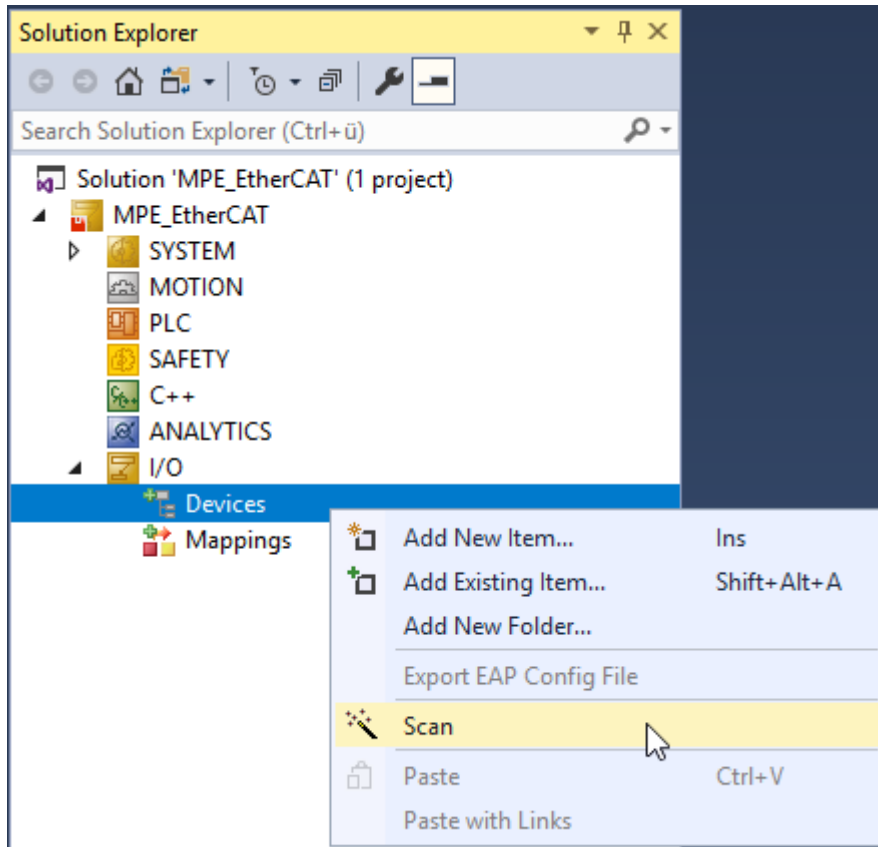 Solution Explorer
Search Solution Explorer (Ctrl+ü)
Solution 'MPE_EtherCAT' (1 project)
MPE_EtherCAT
SYSTEM
MOTION
PLC
SAFETY
C++
ANALYTICS
I/O
Devices
Mappings
Add New Item... Ins
Add Existing Item... Shift+Alt+A
Add New Folder...
Export EAP Config File
Scan
Paste Ctrl+V
Paste with Links